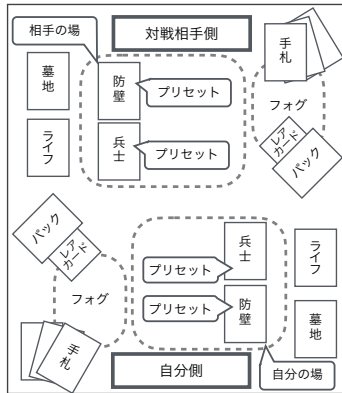 相手の場
対戦相手側
手札
墓地
防壁
プリセット
フォグ
ライフ
兵士
プリセット
レアカード
パック
パック
レアカード
兵士
ライフ
プリセット
フォグ
防壁
プリセット
墓地
手札
自分側
自分の場